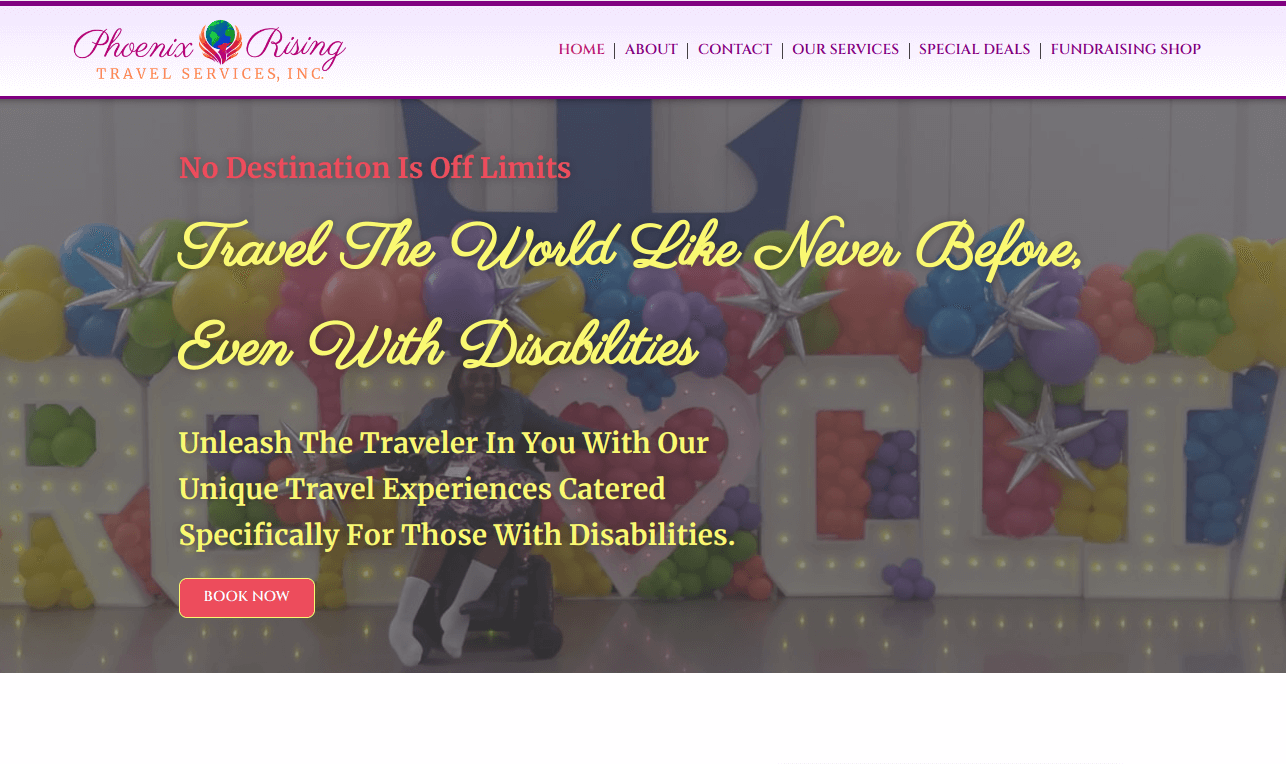 Phoenix Rising
TRAVEL SERVICES, INC.
HOME
ABOUT
CONTACT
OUR SERVICES
SPECIAL DEALS
FUNDRAISING SHOP
No Destination Is Off Limits
Travel The World Like Never Before,
Even With Disabilities
Unleash The Traveler In You With Our
Unique Travel Experiences Catered
Specifically For Those With Disabilities.
BOOK NOW